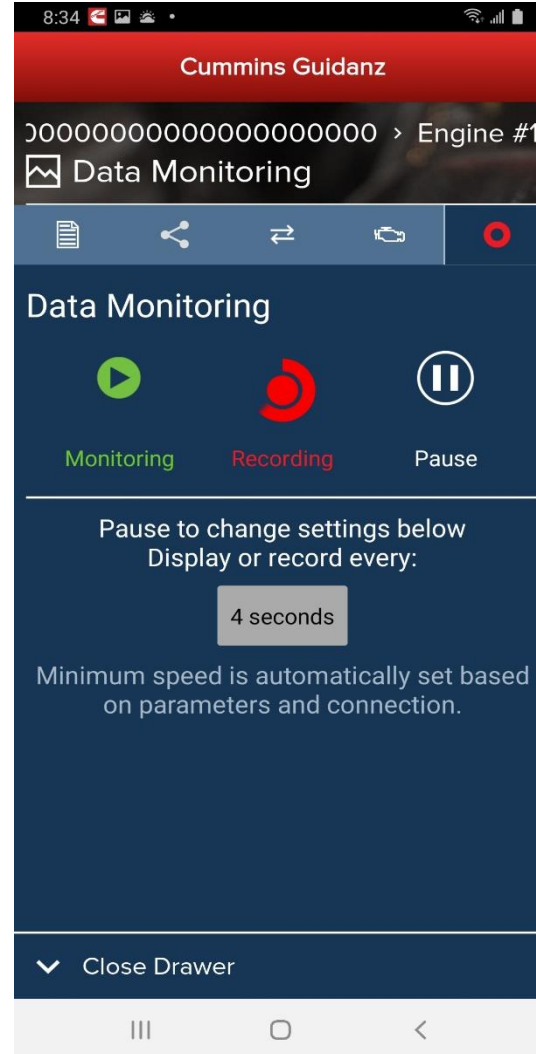 8:34
Cummins Guidanz
00000000000000000000 > Engine #1
Data Monitoring
Data Monitoring
Monitoring
Recording
Pause
Pause to change settings below
Display or record every:
4 seconds
Minimum speed is automatically set based
on parameters and connection.
Close Drawer